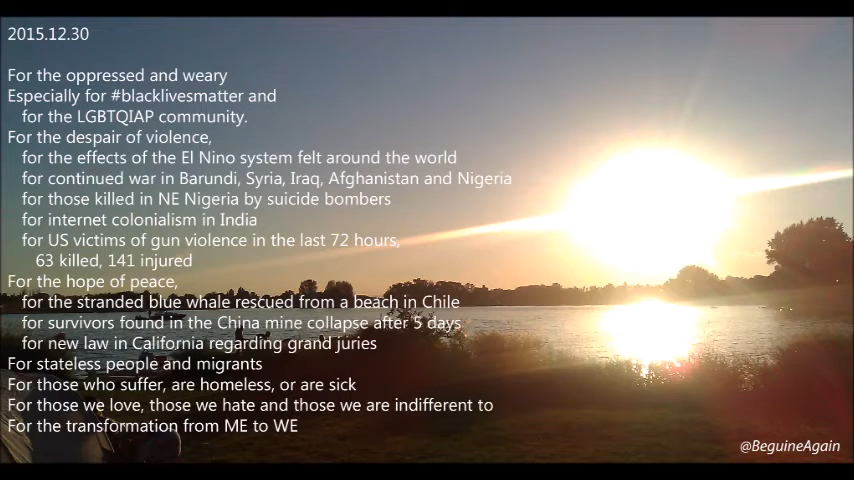 2015.12.30
For the oppressed and weary
Especially for #blacklivesmatter and
for the LGBTQIAP community.
For the despair of violence,
for the effects of the El Nino system felt around the world
for continued war in Barundi, Syria, Iraq, Afghanistan and Nigeria
for those killed in NE Nigeria by suicide bombers
for internet colonialism in India
for US victims of gun violence in the last 72 hours,
63 killed, 141 injured
For the hope of peace,
for the stranded blue whale rescued from a beach in Chile
for survivors found in the China mine collapse after 5 days
for new law in California regarding grand juries
For stateless people and migrants
For those who suffer, are homeless, or are sick
For those we love, those we hate and those we are indifferent to
For the transformation from ME to WE
@BeguineAgain